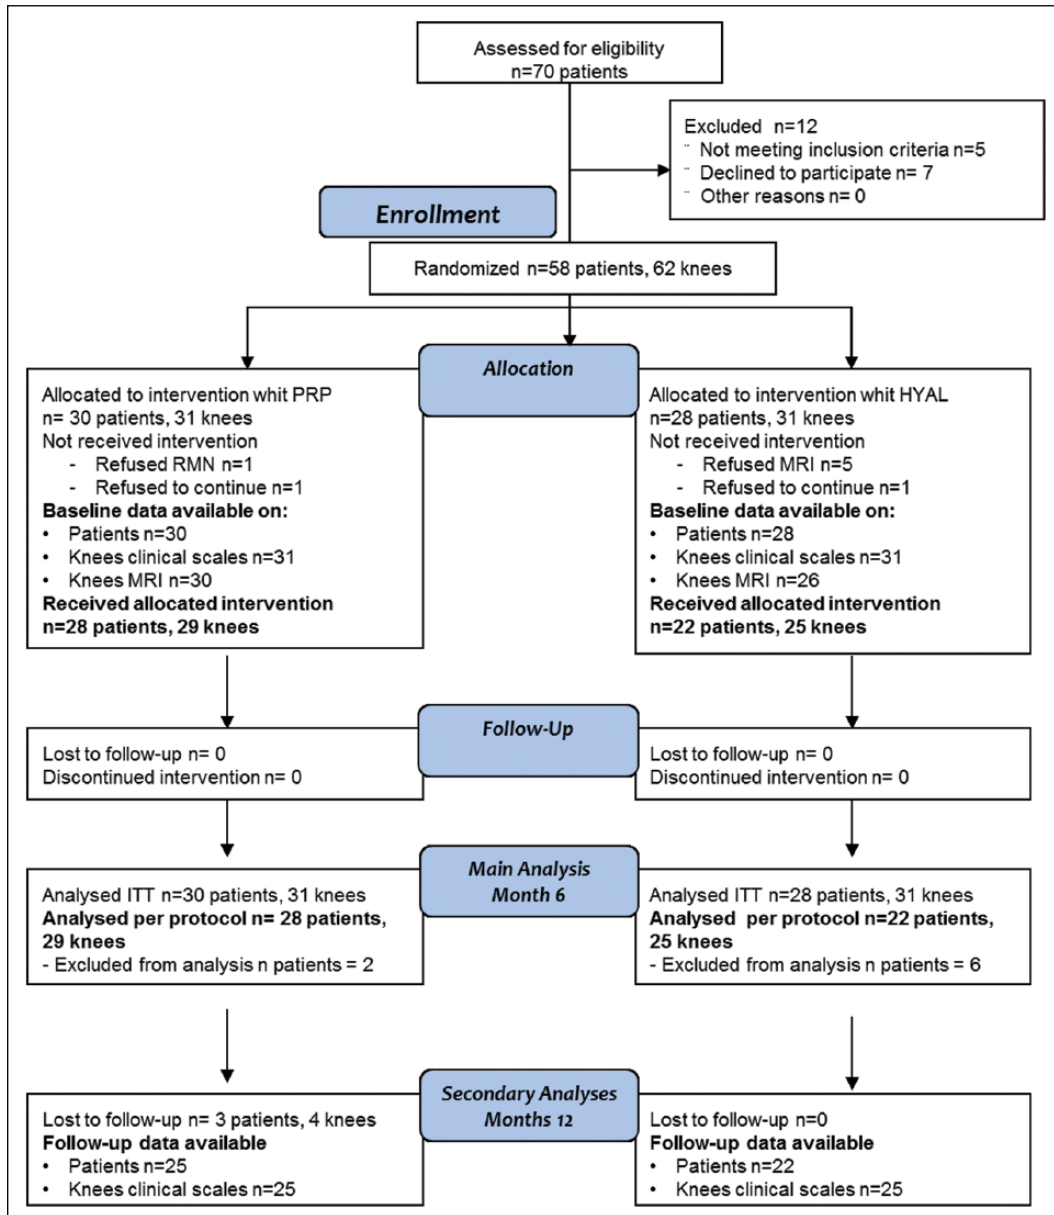 Assessed for eligibility
n=70 patients
Excluded n=12
¨ Not meeting inclusion criteria n=5
¨ Declined to participate n= 7
¨ Other reasons n= 0
Enrollment
Randomized n=58 patients, 62 knees
Allocation
Allocated to intervention whit PRP
n= 30 patients, 31 knees
Not received intervention
- Refused RMN n=1
- Refused to continue n=1
Baseline data available on:
• Patients n=30
• Knees clinical scales n=31
• Knees MRI n=30
Received allocated intervention
n=28 patients, 29 knees
Allocated to intervention whit HYAL
n=28 patients, 31 knees
Not received intervention
- Refused MRI n=5
- Refused to continue n=1
Baseline data available on:
• Patients n=28
• Knees clinical scales n=31
• Knees MRI n=26
Received allocated intervention
n=22 patients, 25 knees
Follow-Up
Lost to follow-up n= 0
Discontinued intervention n= 0
Lost to follow-up n= 0
Discontinued intervention n= 0
Main Analysis
Month 6
Analysed ITT n=30 patients, 31 knees
Analysed per protocol n= 28 patients,
29 knees
- Excluded from analysis n patients = 2
Analysed ITT n=28 patients, 31 knees
Analysed per protocol n=22 patients,
25 knees
- Excluded from analysis n patients = 6
Secondary Analyses
Months 12
Lost to follow-up n= 3 patients, 4 knees
Follow-up data available
• Patients n=25
• Knees clinical scales n=25
Lost to follow-up n=0
Follow-up data available
• Patients n=22
• Knees clinical scales n=25